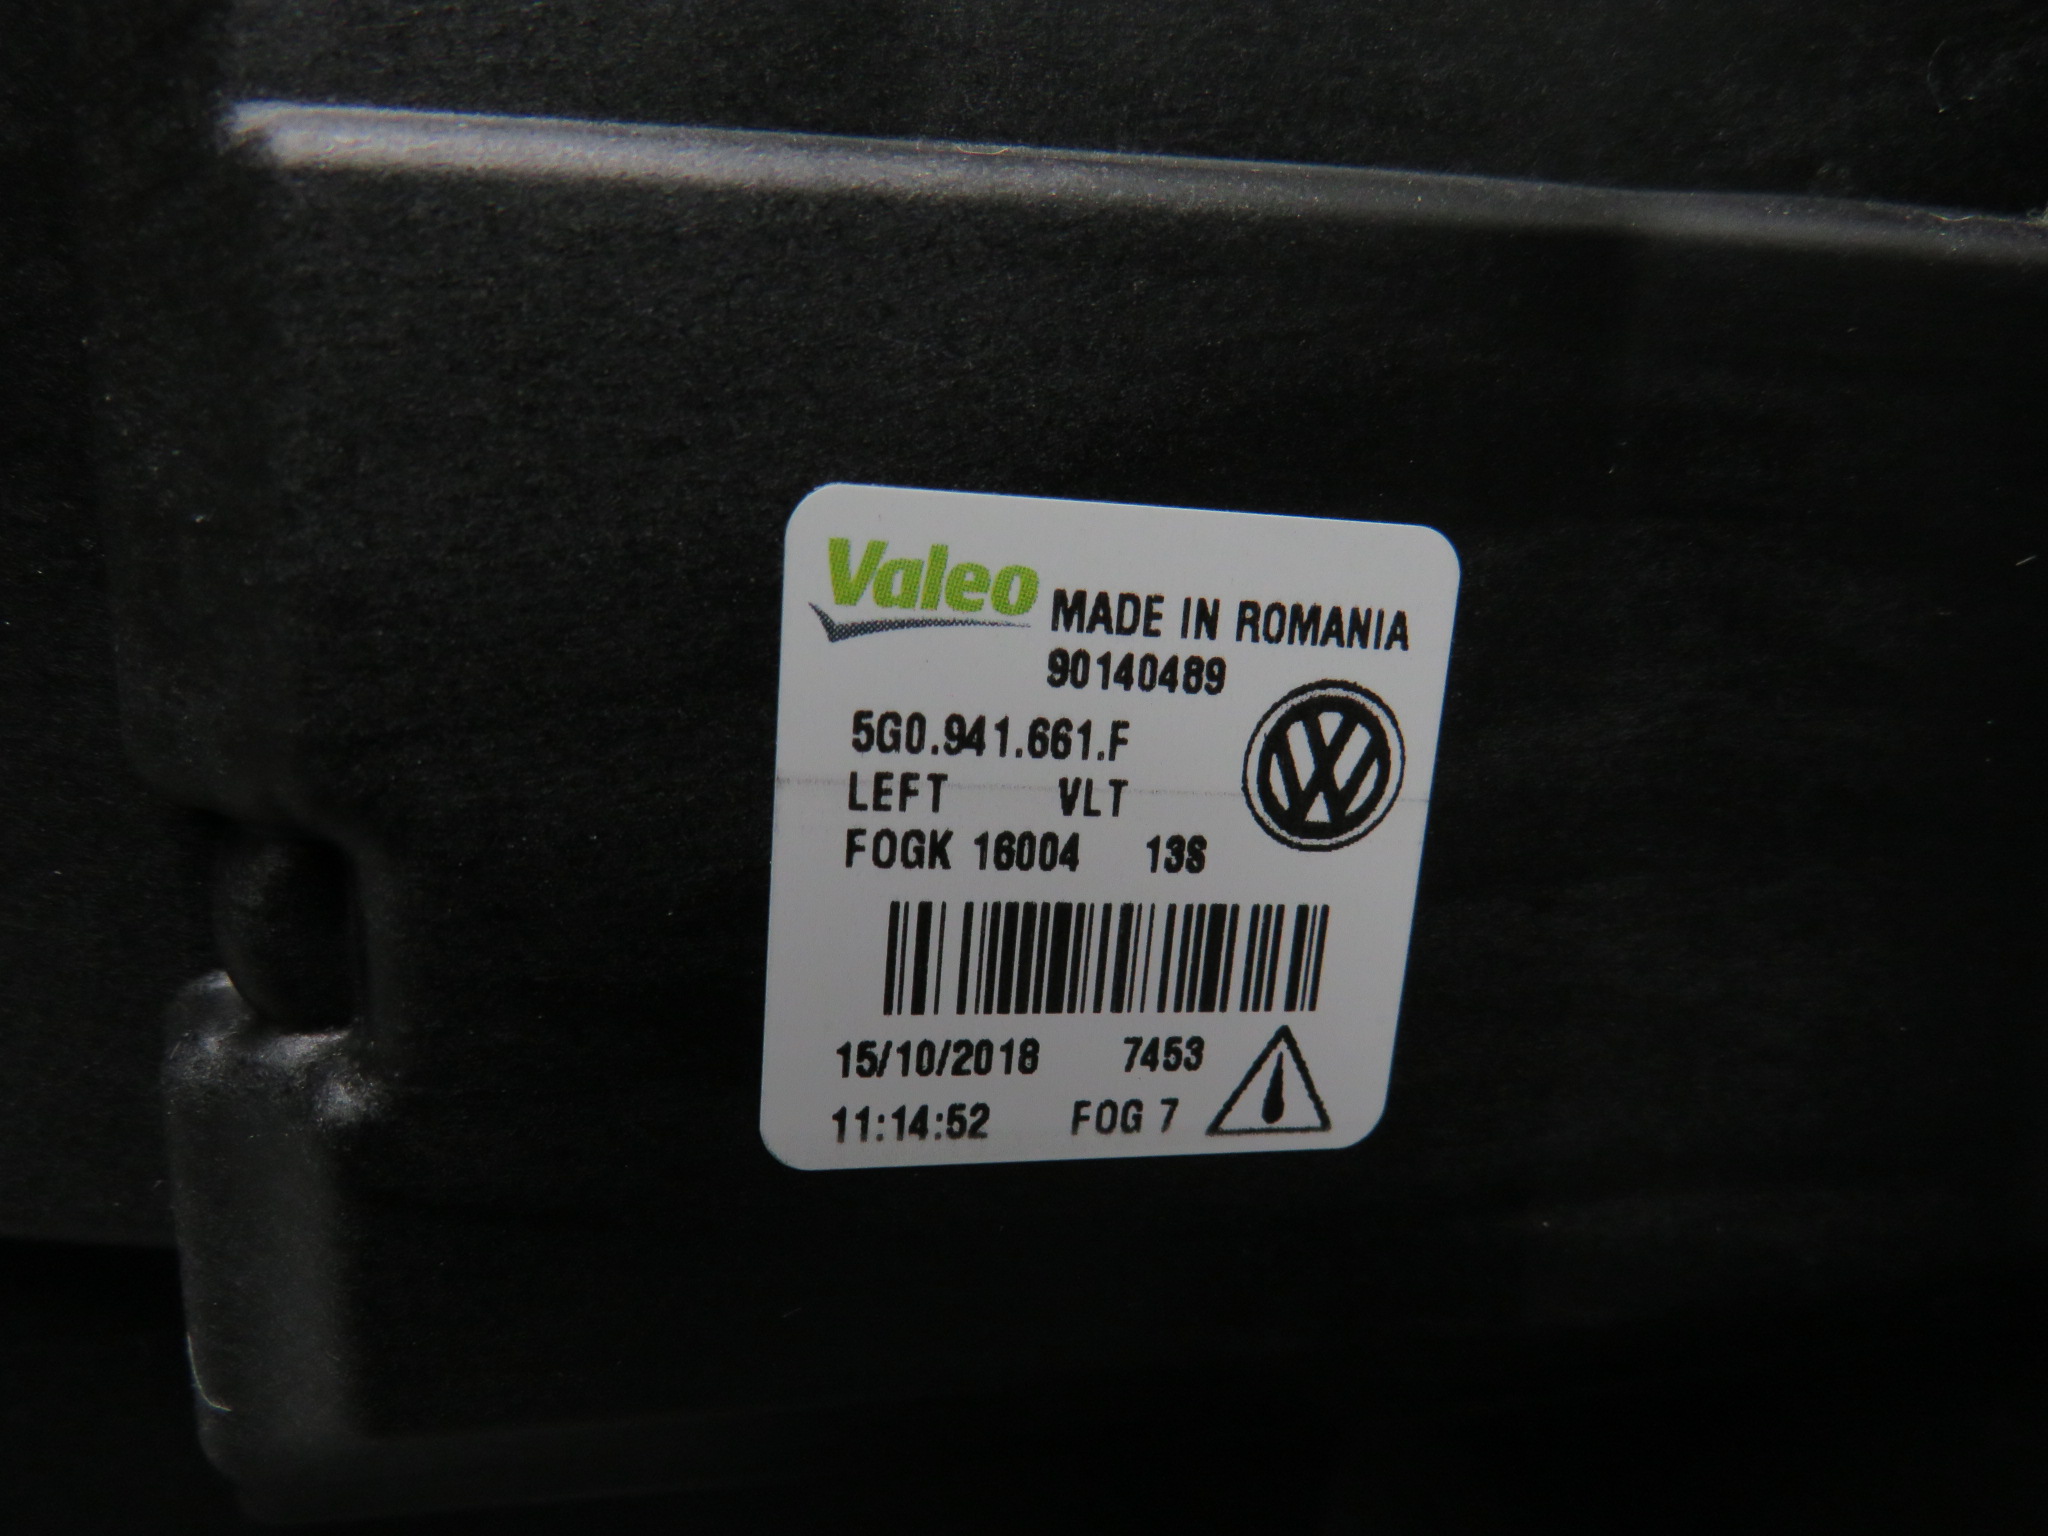 Valeo MADE IN ROMANIA
90140489
5G0.941.661.F
LEFT VLT
FOGK 16004 13S
15/10/2018 7453
11:14:52 FOG 7